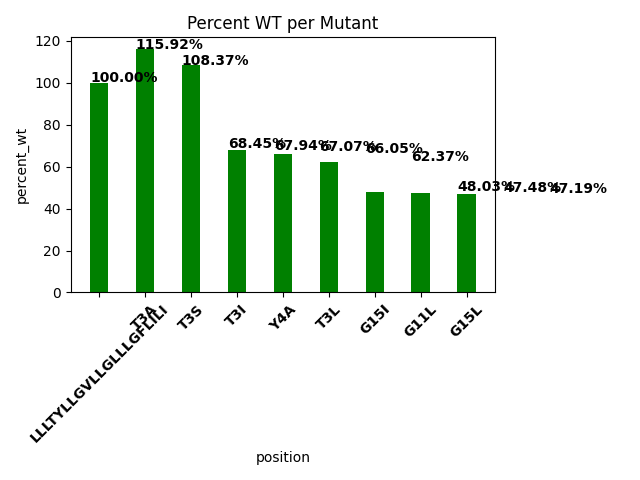 Percent WT per Mutant
120
100
80
60
40
20
0
percent_wt
100.00%
115.92%
108.37%
68.45%
67.94%
67.07%
66.05%
62.37%
48.03%
47.48%
47.19%
LLLTYLLGVLLGLLLGFLILI
T3A
T3S
T3I
Y4A
T3L
G15I
G11L
G15L
position